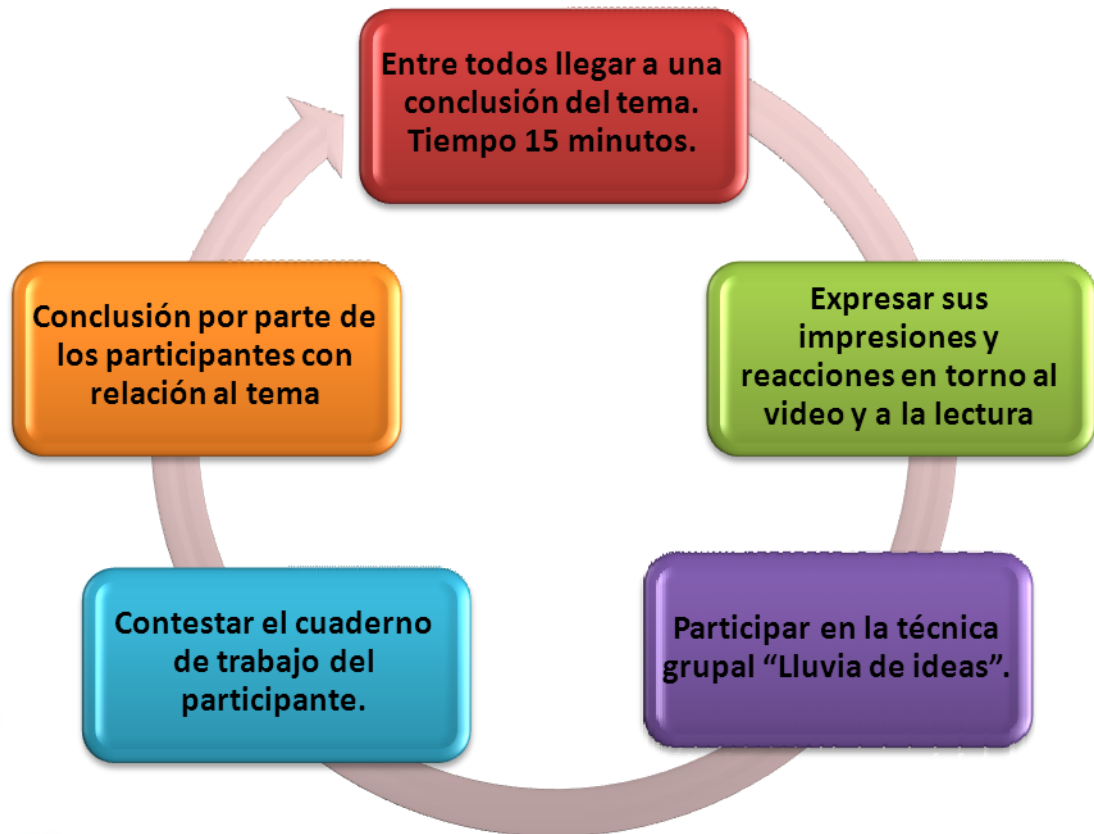 Entre todos llegar a una
conclusión del tema.
Tiempo 15 minutos.
Expresar sus
impresiones y
reacciones en torno al
video y a la lectura
Participar en la técnica
grupal “Lluvia de ideas”.
Contestar el cuaderno
de trabajo del
participante.
Conclusión por parte de
los participantes con
relación al tema